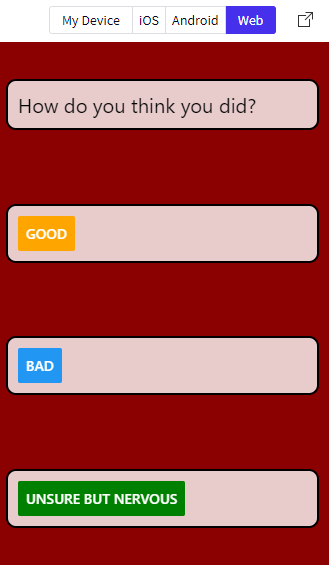 My Device iOS Android Web
How do you think you did?
GOOD
BAD
UNSURE BUT NERVOUS